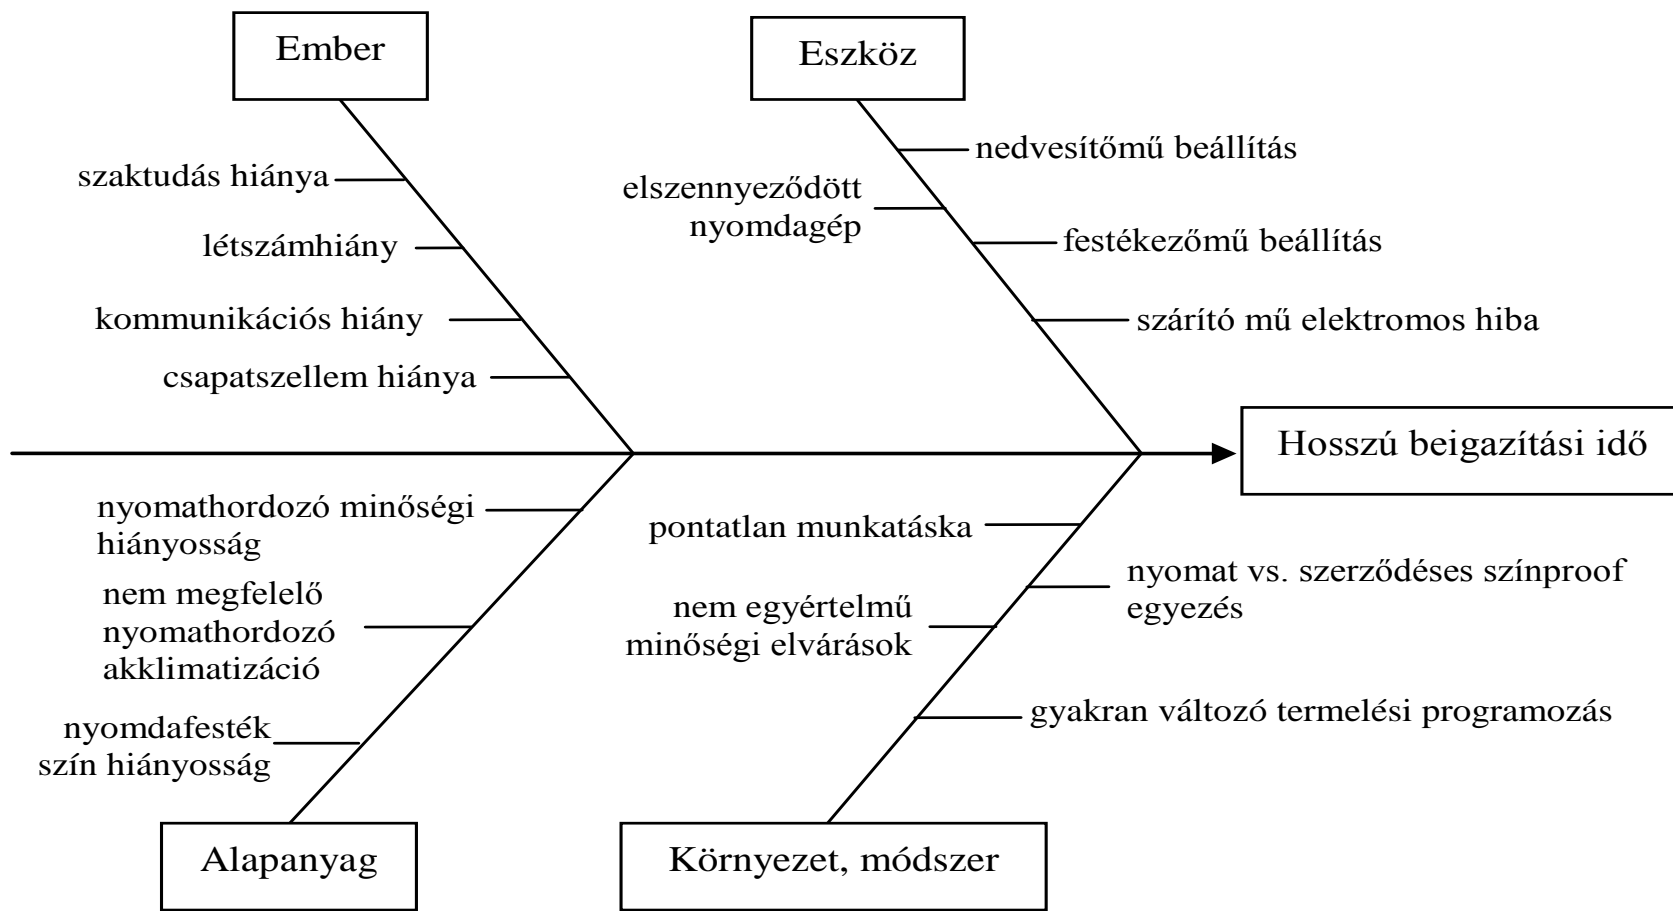 Ember
Eszköz
szaktudás hiánya
létszámhiány
kommunikációs hiány
csapatszellem hiánya
nedvesítőmű beállítás
elszennyeződött
nyomdagép
festékezőmű beállítás
szárító mű elektromos hiba
Hosszú beigazítási idő
nyomathordozó minőségi
hiányosság
nem megfelelő
nyomathordozó
akklimatizáció
nyomdafesték
szín hiányosság
pontatlan munkatáska
nyomat vs. szerződéses színproof
egyezés
nem egyértelmű
minőségi elvárások
gyakran változó termelési programozás
Alapanyag
Környezet, módszer